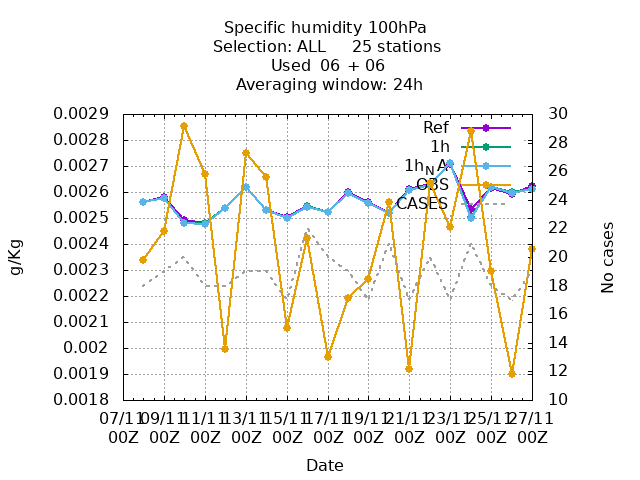 Specific humidity 100hPa
Selection: ALL 25 stations
Used 06 + 06
Averaging window: 24h
0.0029
0.0028
0.0027
0.0026
0.0025
0.0024
0.0023
0.0022
0.0021
0.002
0.0019
0.0018
g/Kg
30
28
26
24
22
20
18
16
14
12
10
No cases
Ref
1h
1hNA
OBS
CASES
07/11 09/11 11/11 13/11 15/11 17/11 19/11 21/11 23/11 25/11 27/11
00Z 00Z 00Z 00Z 00Z 00Z 00Z 00Z 00Z 00Z 00Z
Date